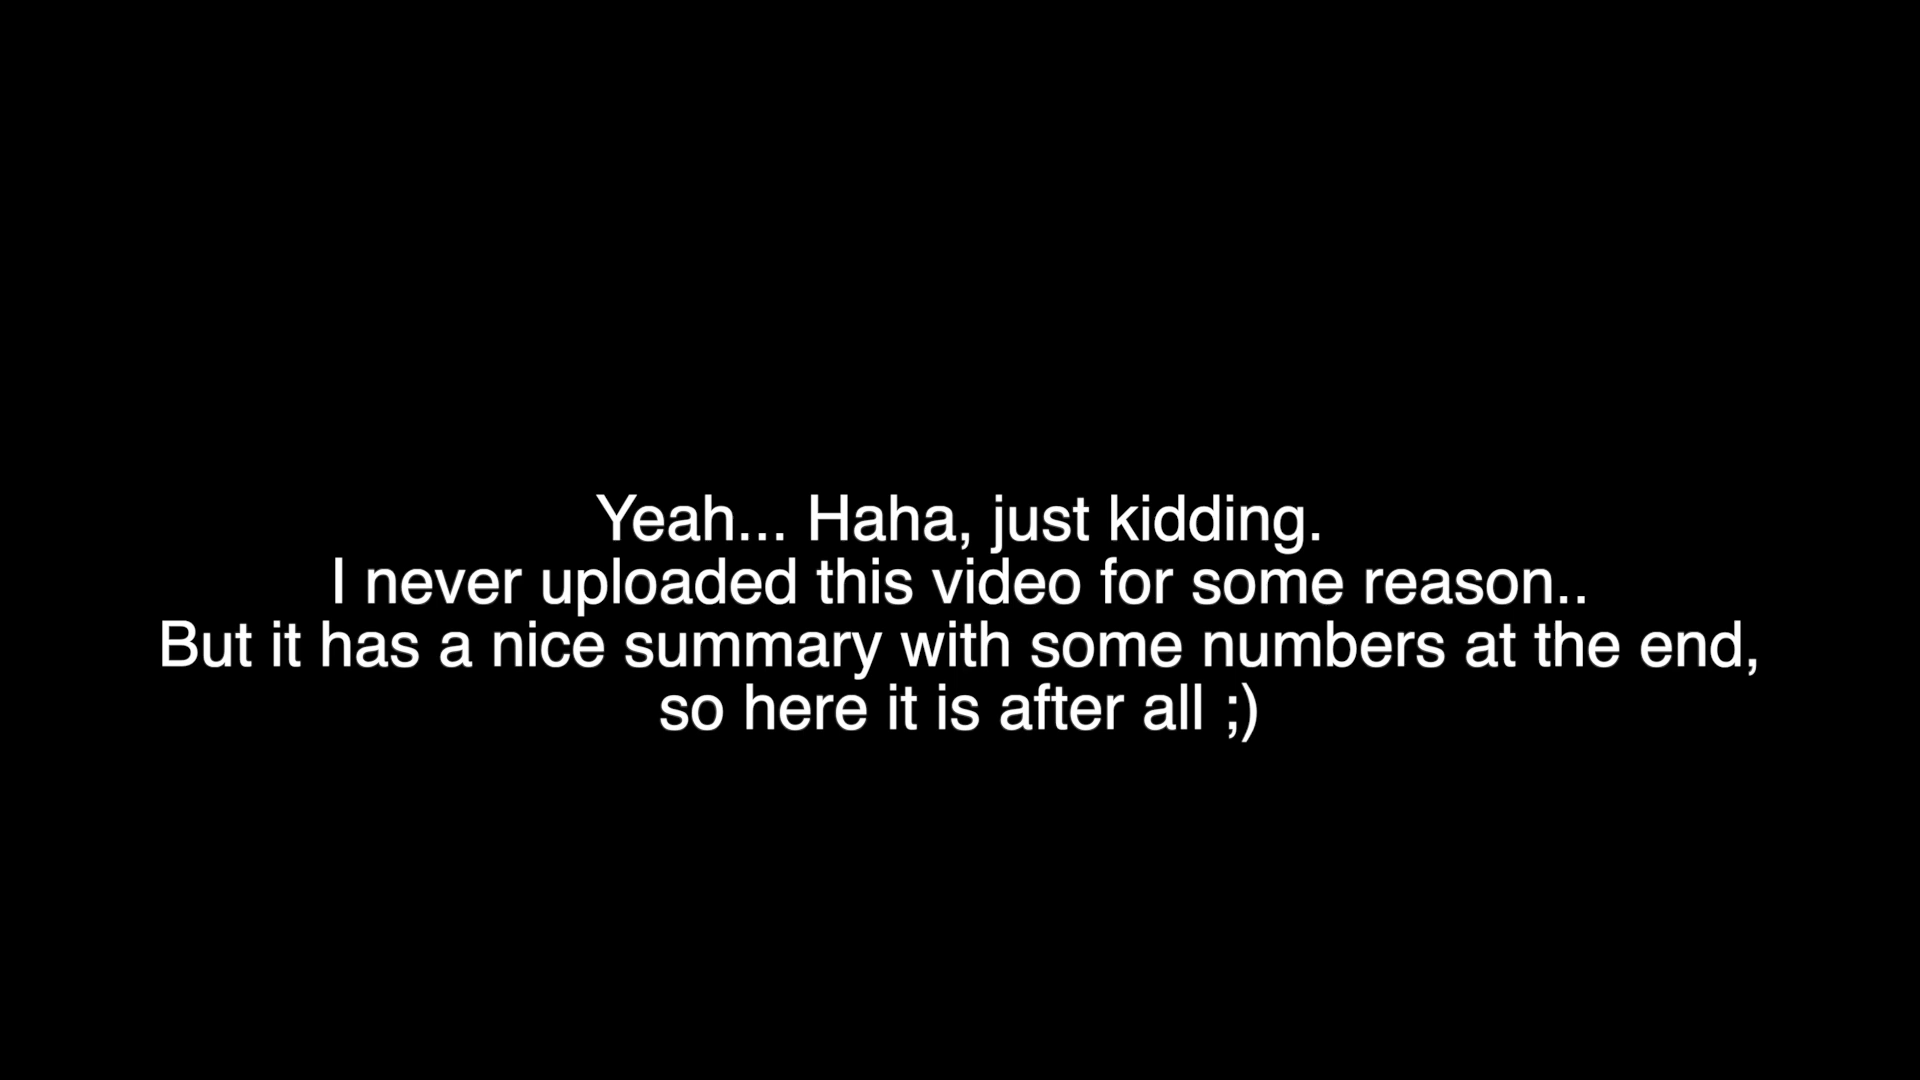 Yeah... Haha, just kidding.
I never uploaded this video for some reason..
But it has a nice summary with some numbers at the end,
so here it is after all ;)